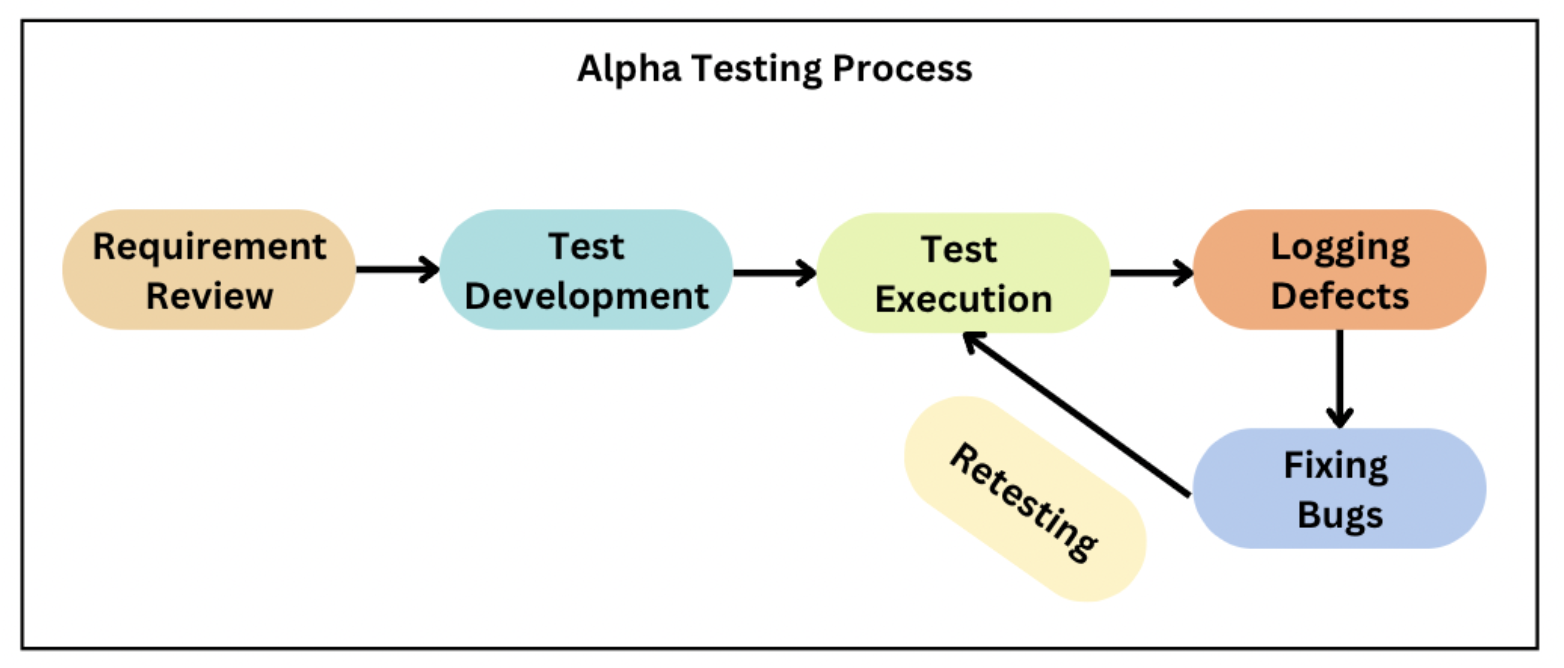 Alpha Testing Process
Requirement
Review
Test
Development
Test
Execution
Logging
Defects
Fixing
Bugs
Retesting